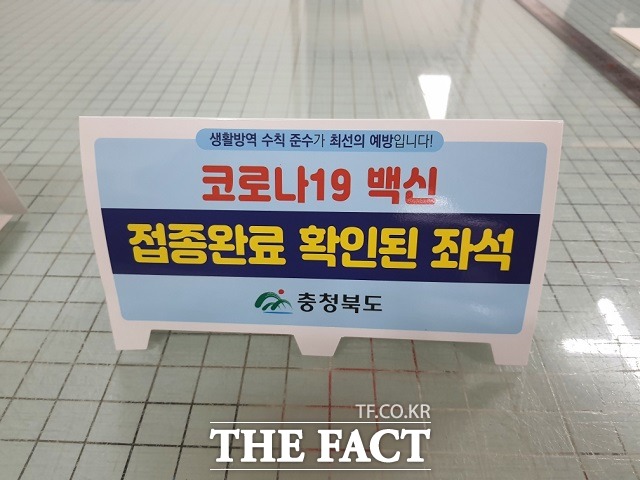 생활방역 수칙 준수가 최선의 예방입니다!
코로나19 백신
접종완료 확인된 좌석
충청북도
TF.CO.KR
THE FACT